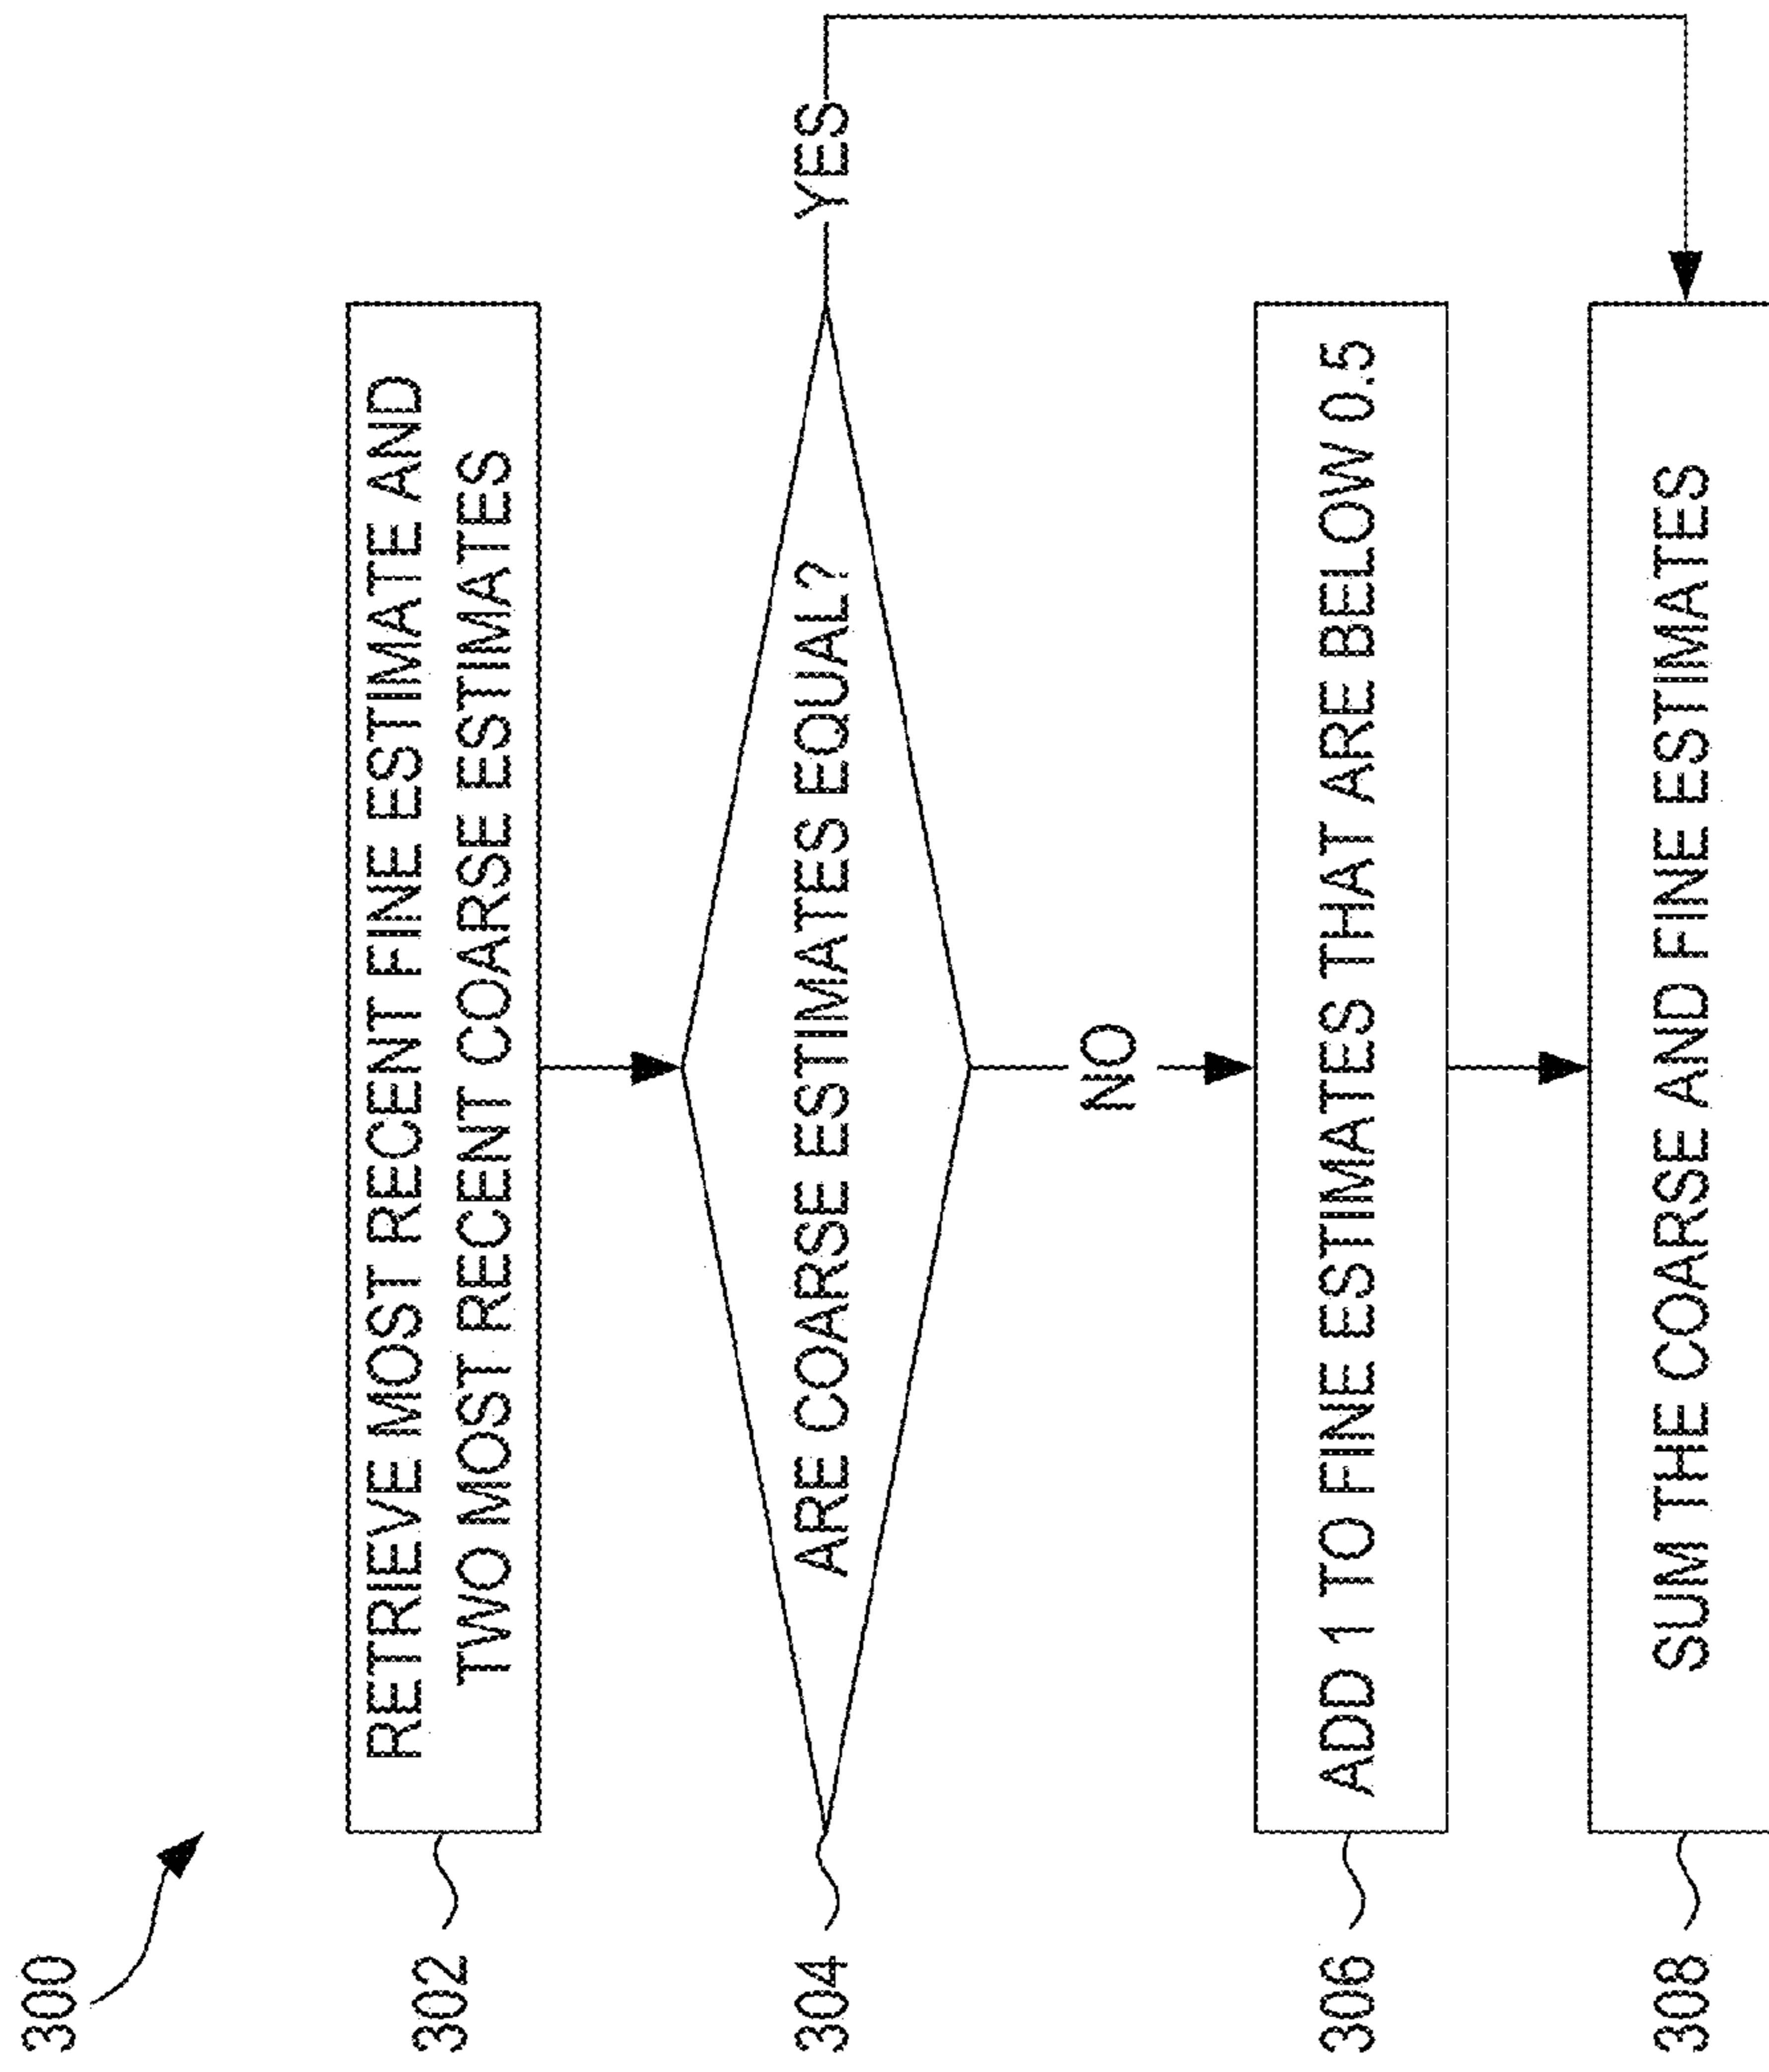 300
302
RETRIEVE MOST RECENT FINE ESTIMATE AND
TWO MOST RECENT COARSE ESTIMATES
304
ARE COARSE ESTIMATES EQUAL?
YES
NO
306
ADD 1 TO FINE ESTIMATES THAT ARE BELOW 0.5
308
SUM THE COARSE AND FINE ESTIMATES